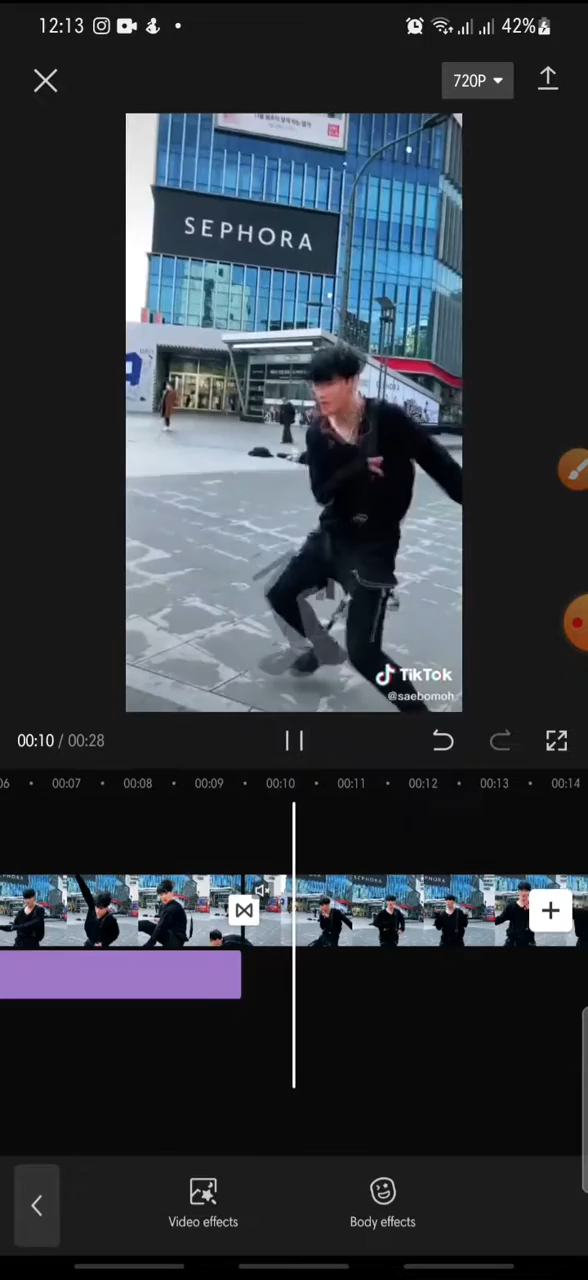 12:13
42%
720P
SEPHORA
TikTok
@saebomoh
00:10 / 00:28
00:07
00:08
00:09
00:10
00:11
00:12
00:13
00:14
Video effects
Body effects